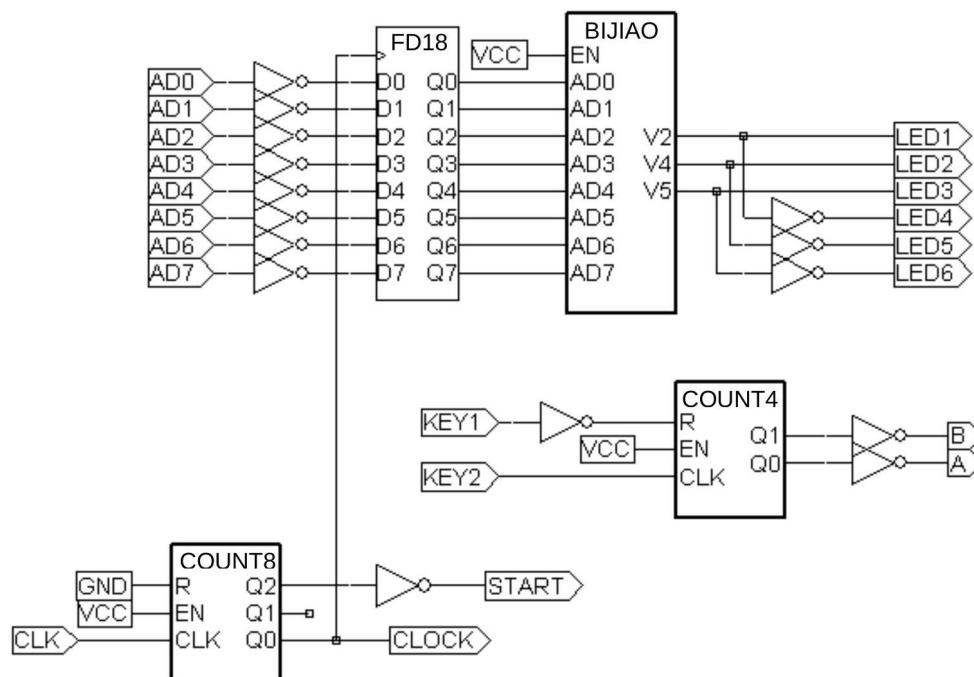 FD18
BIJIAO
VCC
EN
AD0 D0 Q0 AD0
AD1 D1 Q1 AD1
AD2 D2 Q2 AD2 V2 LED1
AD3 D3 Q3 AD3 V4 LED2
AD4 D4 Q4 AD4 V5 LED3
AD5 D5 Q5 AD5 LED4
AD6 D6 Q6 AD6 LED5
AD7 D7 Q7 AD7 LED6
COUNT4
KEY1 R Q1 B
VCC EN Q0 A
KEY2 CLK
COUNT8
GND R Q2 START
VCC EN Q1
CLK CLK Q0 CLOCK